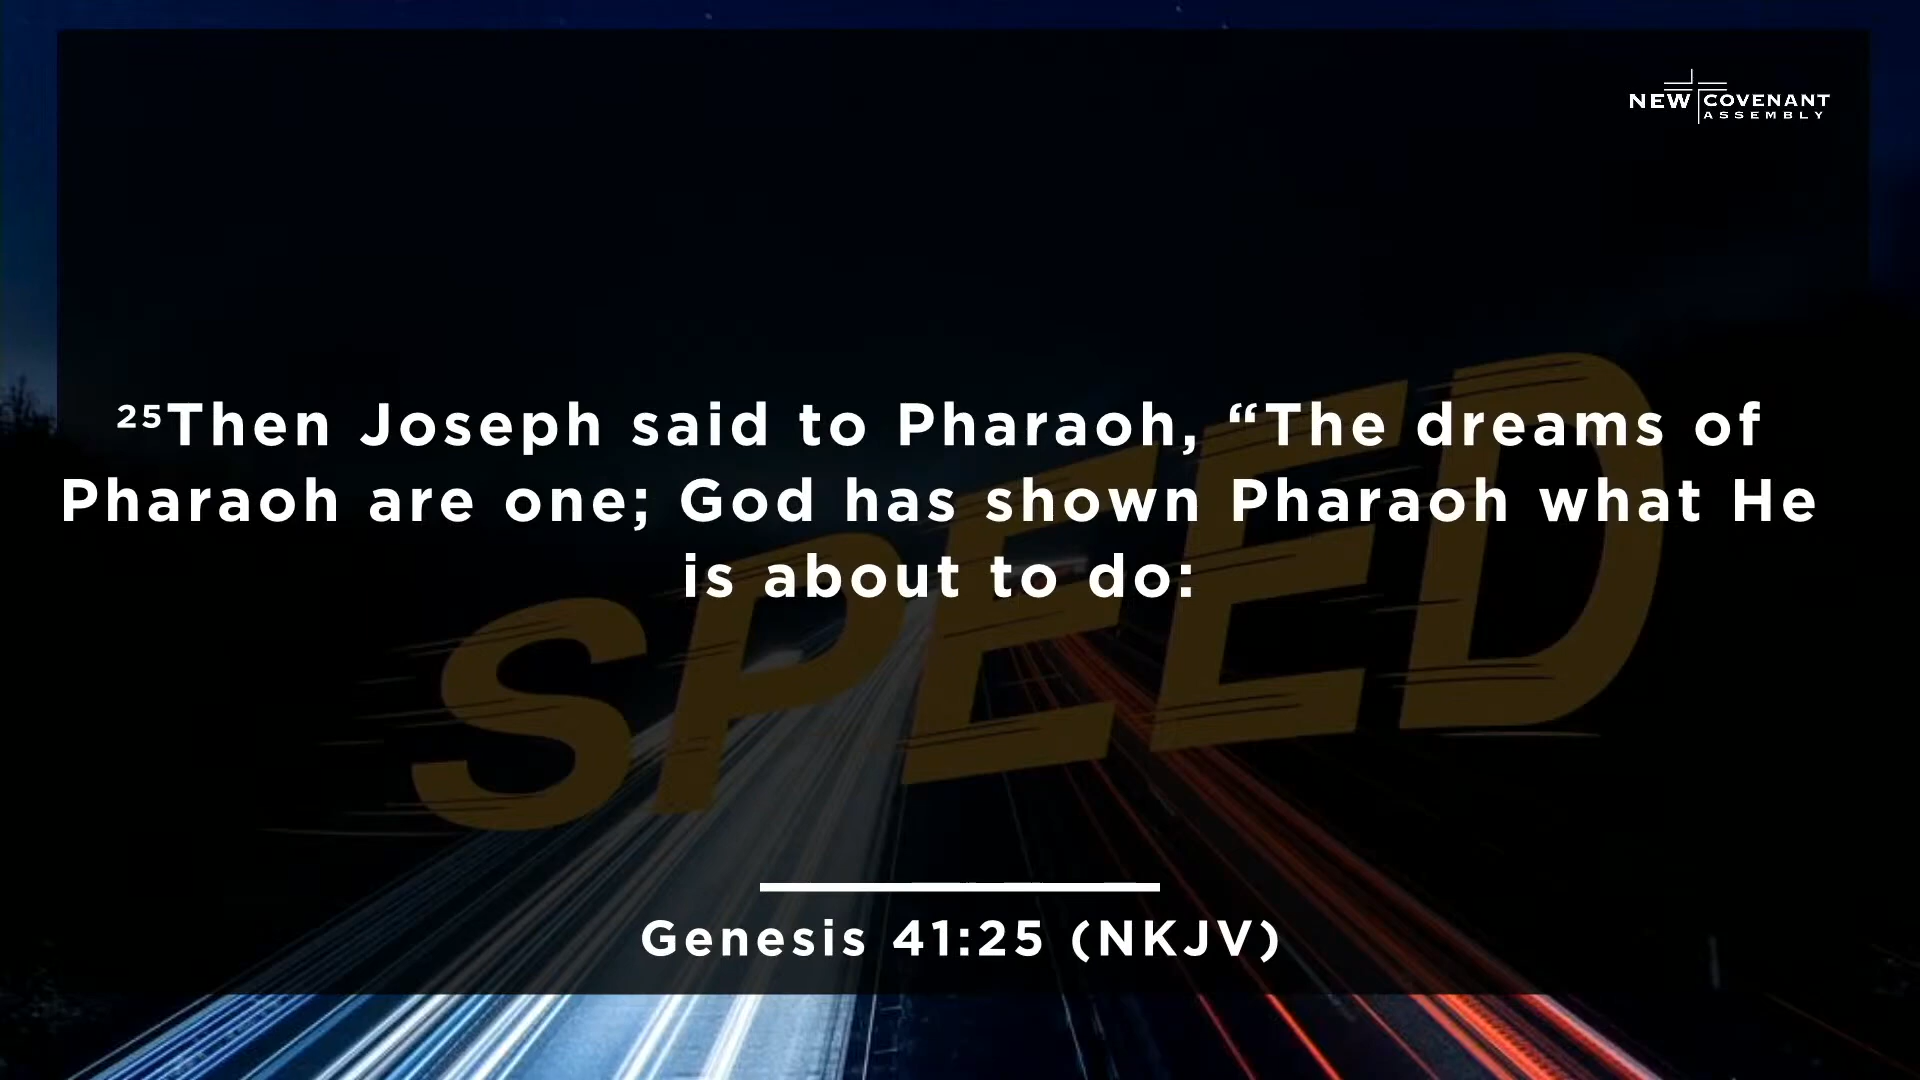 NEW COVENANT
ASSEMBLY
²⁵Then Joseph said to Pharaoh, “The dreams of
Pharaoh are one; God has shown Pharaoh what He
is about to do:
SPEED
Genesis 41:25 (NKJV)